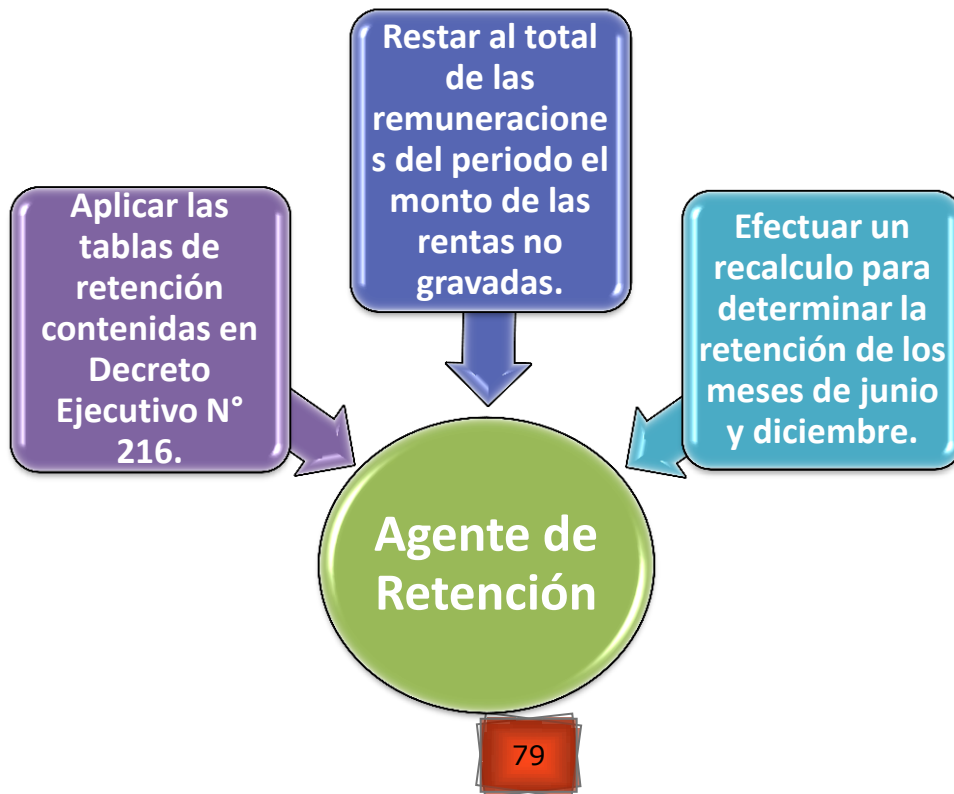 Aplicar las
tablas de
retención
contenidas en
Decreto
Ejecutivo N°
216.
Restar al total
de las
remuneracione
s del periodo el
monto de las
rentas no
gravadas.
Efectuar un
recalculo para
determinar la
retención de los
meses de junio
y diciembre.
Agente de
Retención
79